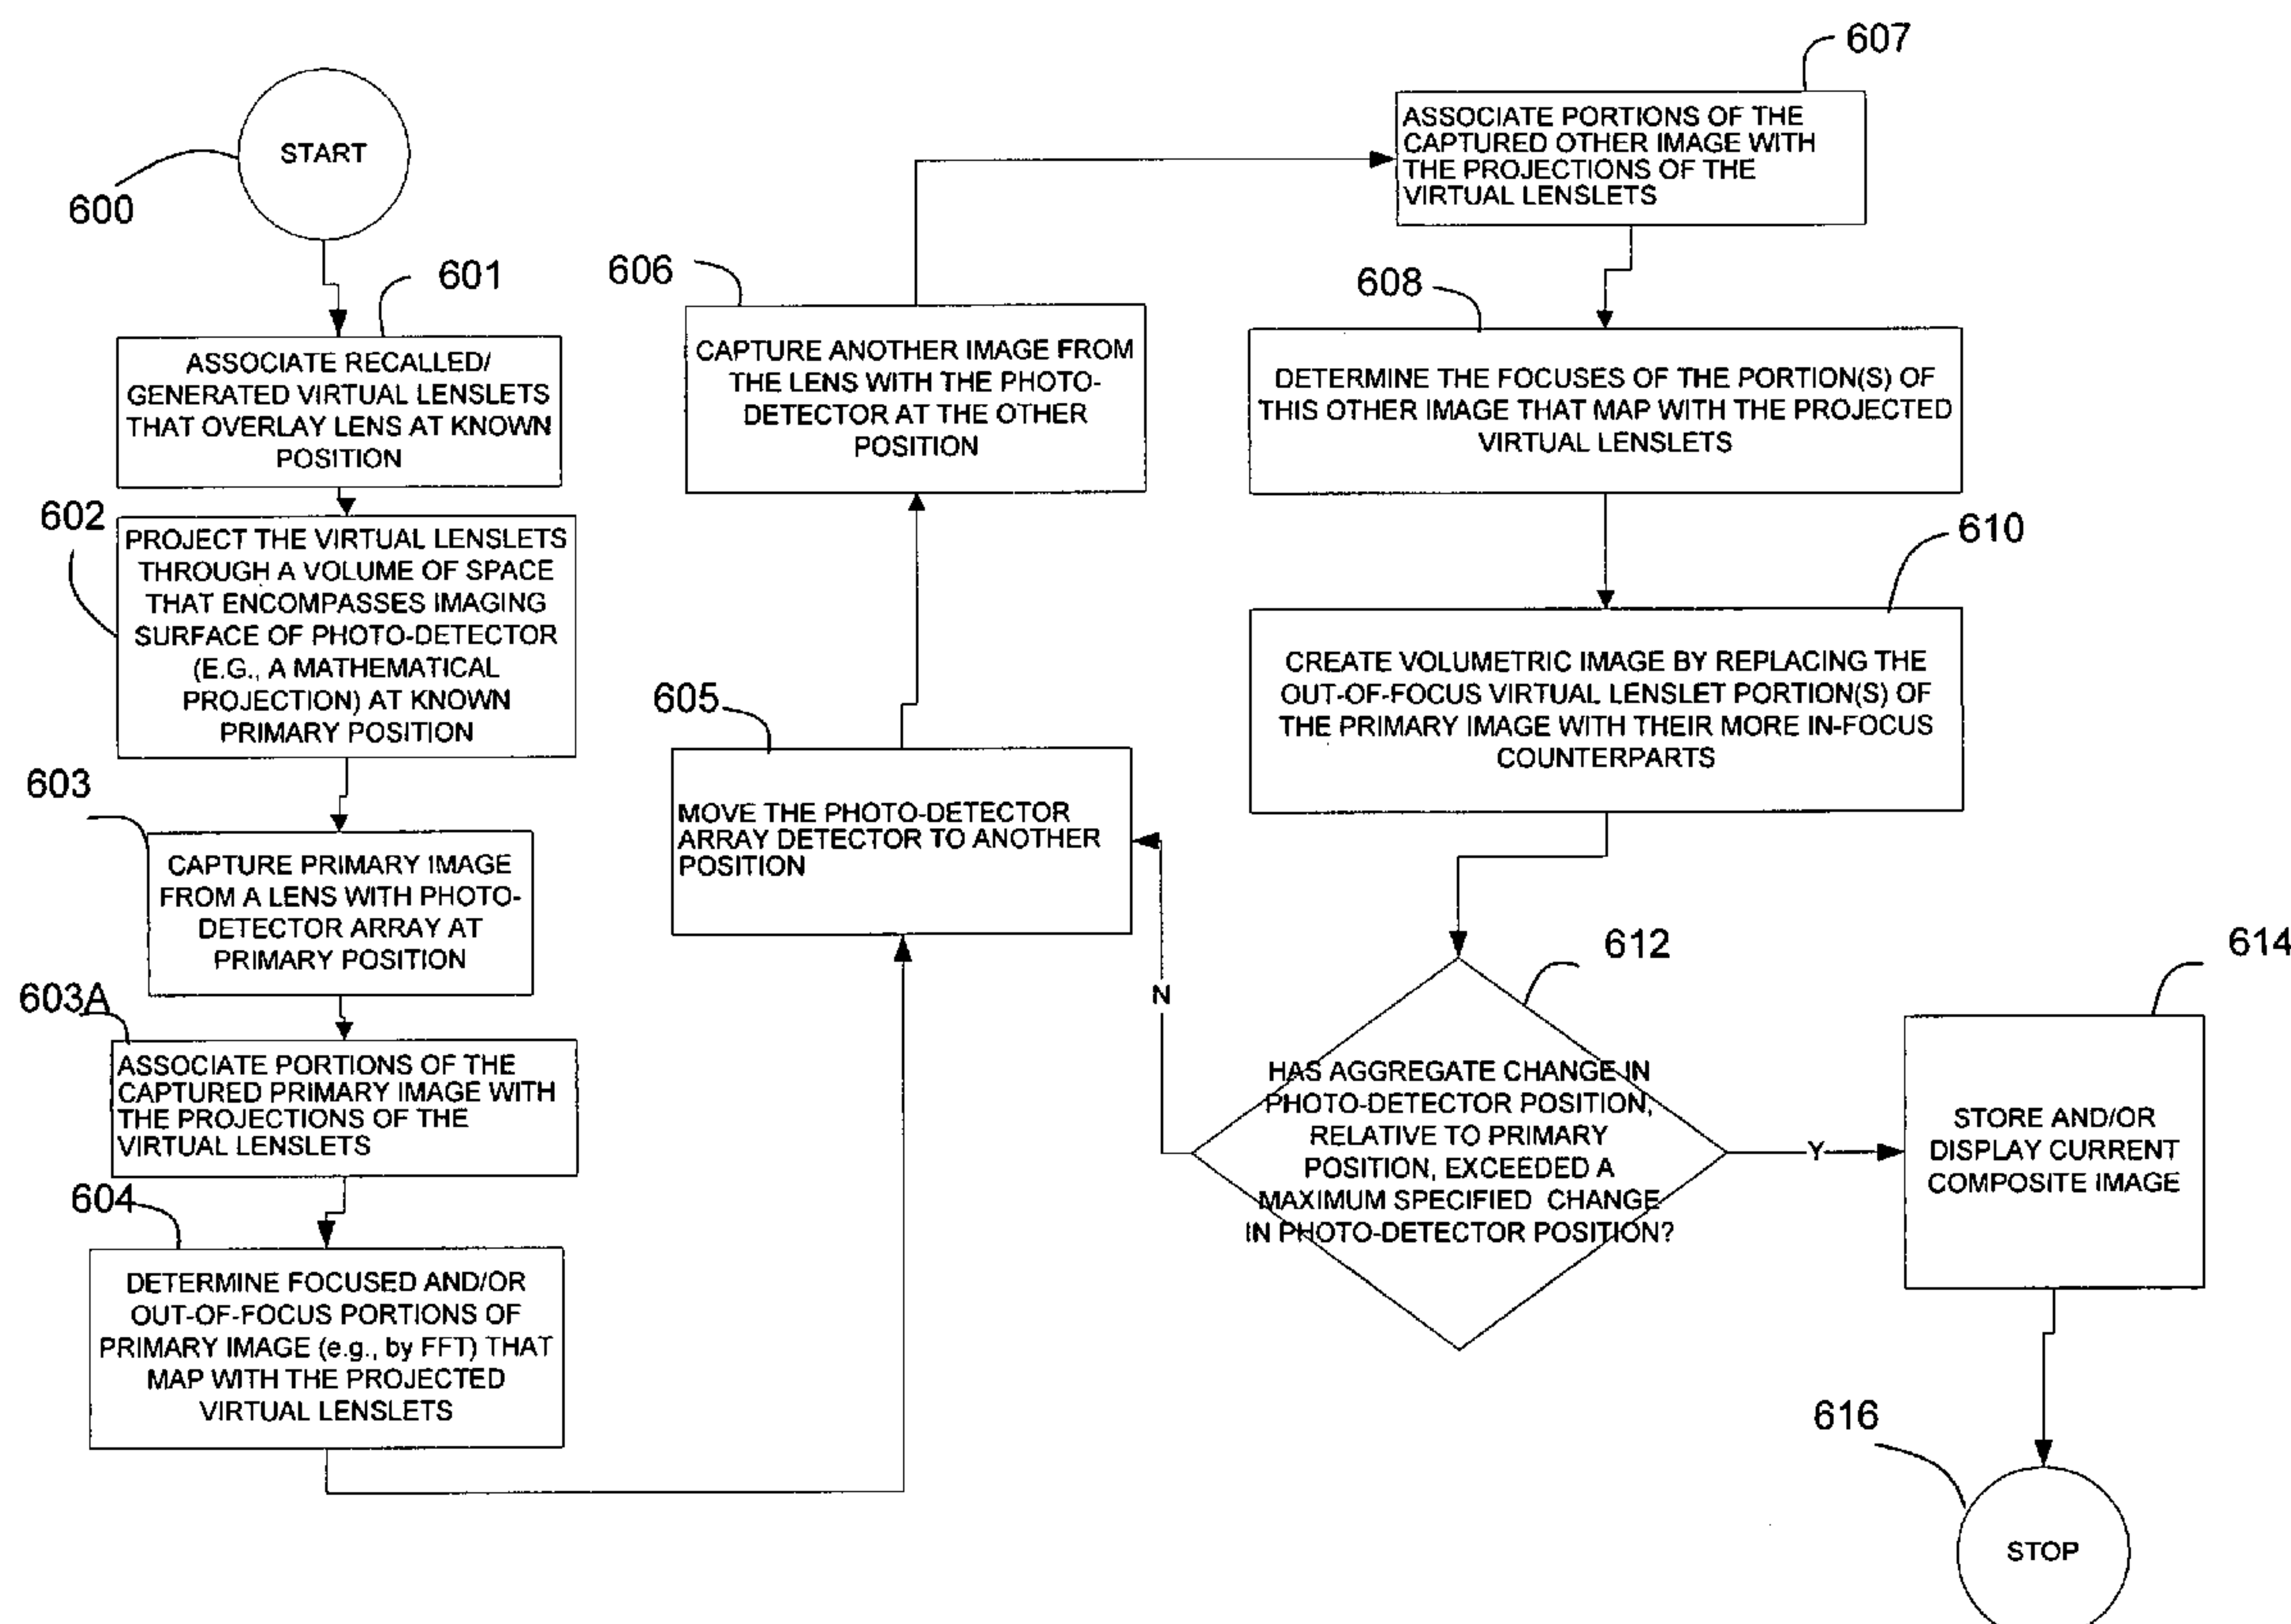 START
600
601
ASSOCIATE RECALLED/
GENERATED VIRTUAL LENSLETS
THAT OVERLAY LENS AT KNOWN
POSITION
602
PROJECT THE VIRTUAL LENSLETS
THROUGH A VOLUME OF SPACE
THAT ENCOMPASSES IMAGING
SURFACE OF PHOTO-DETECTOR
(E.G., A MATHEMATICAL
PROJECTION) AT KNOWN
PRIMARY POSITION
603
CAPTURE PRIMARY IMAGE
FROM A LENS WITH PHOTO-
DETECTOR ARRAY AT
PRIMARY POSITION
603A
ASSOCIATE PORTIONS OF THE
CAPTURED PRIMARY IMAGE WITH
THE PROJECTIONS OF THE
VIRTUAL LENSLETS
604
DETERMINE FOCUSED AND/OR
OUT-OF-FOCUS PORTIONS OF
PRIMARY IMAGE (e.g., by FFT) THAT
MAP WITH THE PROJECTED
VIRTUAL LENSLETS
605
MOVE THE PHOTO-DETECTOR
ARRAY DETECTOR TO ANOTHER
POSITION
606
CAPTURE ANOTHER IMAGE FROM
THE LENS WITH THE PHOTO-
DETECTOR AT THE OTHER
POSITION
607
ASSOCIATE PORTIONS OF THE
CAPTURED OTHER IMAGE WITH
THE PROJECTIONS OF THE
VIRTUAL LENSLETS
608
DETERMINE THE FOCUSES OF THE PORTION(S) OF
THIS OTHER IMAGE THAT MAP WITH THE PROJECTED
VIRTUAL LENSLETS
610
CREATE VOLUMETRIC IMAGE BY REPLACING THE
OUT-OF-FOCUS VIRTUAL LENSLET PORTION(S) OF
THE PRIMARY IMAGE WITH THEIR MORE IN-FOCUS
COUNTERPARTS
612
HAS AGGREGATE CHANGE IN
PHOTO-DETECTOR POSITION,
RELATIVE TO PRIMARY
POSITION, EXCEEDED A
MAXIMUM SPECIFIED CHANGE
IN PHOTO-DETECTOR POSITION?
N
Y
614
STORE AND/OR
DISPLAY CURRENT
COMPOSITE IMAGE
616
STOP